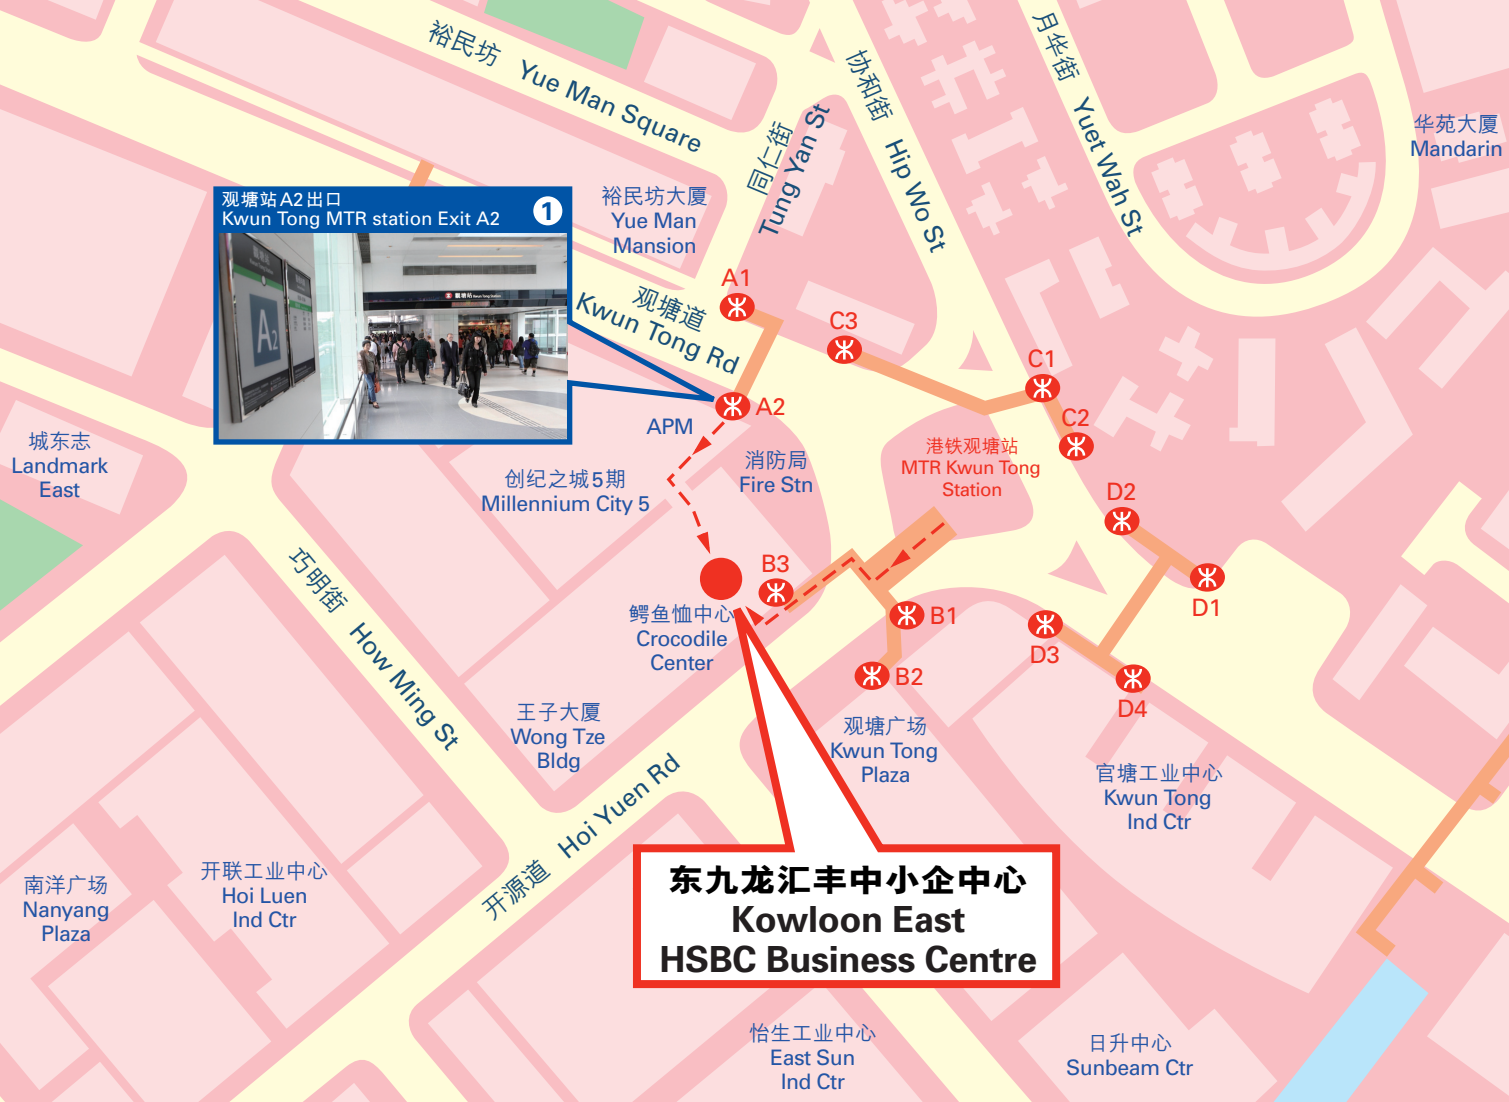 裕民坊 Yue Man Square
同仁街 Tung Yan St
协和街 Hip Wo St
月华街 Yuet Wah St
华苑大厦
Mandarin
观塘站A2出口
Kwun Tong MTR station Exit A2
1
A2
觀塘站 Kwun Tong Station
裕民坊大厦
Yue Man
Mansion
A1
观塘道
Kwun Tong Rd
C3
C1
A2
C2
APM
城东志
Landmark
East
创纪之城5期
Millennium City 5
消防局
Fire Stn
港铁观塘站
MTR Kwun Tong
Station
D2
B3
D1
巧明街 How Ming St
鳄鱼恤中心
Crocodile
Center
B1
D3
B2
D4
王子大厦
Wong Tze
Bldg
观塘广场
Kwun Tong
Plaza
官塘工业中心
Kwun Tong
Ind Ctr
开源道 Hoi Yuen Rd
南洋广场
Nanyang
Plaza
开联工业中心
Hoi Luen
Ind Ctr
东九龙汇丰中小企中心
Kowloon East
HSBC Business Centre
怡生工业中心
East Sun
Ind Ctr
日升中心
Sunbeam Ctr